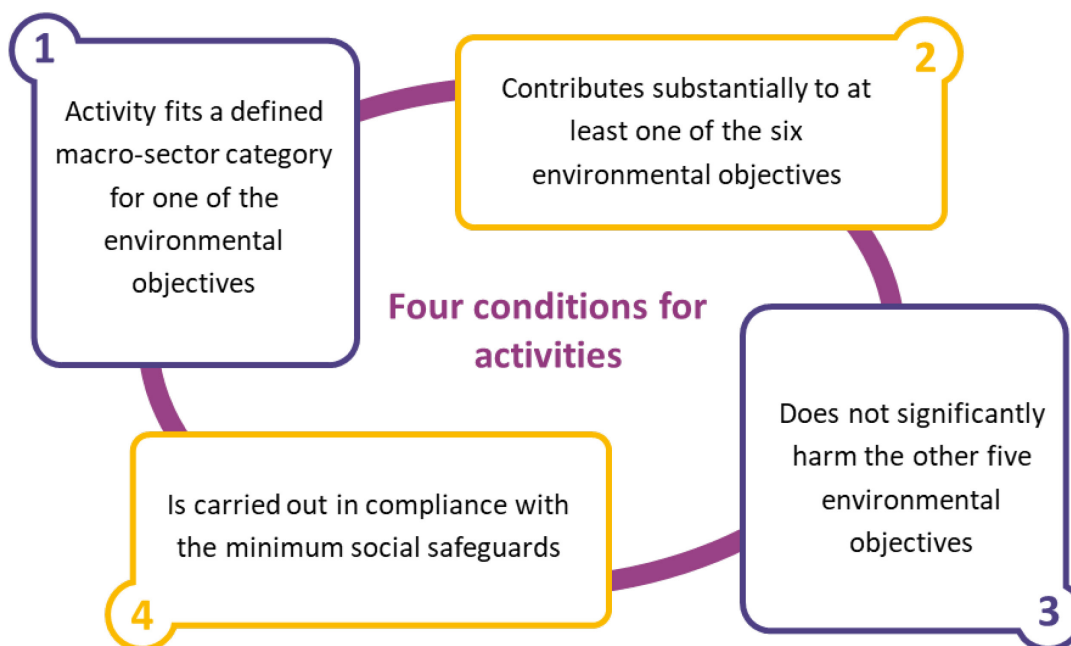 1
Activity fits a defined
macro-sector category
for one of the
environmental
objectives
2
Contributes substantially to at
least one of the six
environmental objectives
Four conditions for
activities
3
Does not significantly
harm the other five
environmental
objectives
4
Is carried out in compliance with
the minimum social safeguards